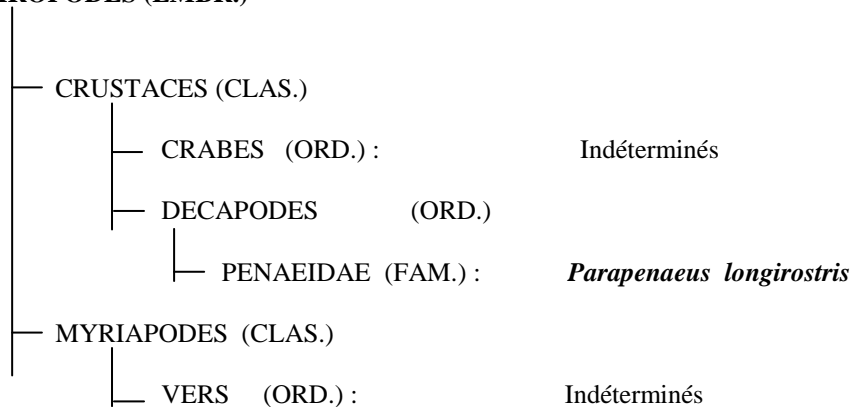 CRUSTACES (CLAS.)
CRABES (ORD.) : Indéterminés
DECAPODES (ORD.)
PENAEIDAE (FAM.) : Parapenaeus longirostris
MYRIAPODES (CLAS.)
VERS (ORD.) : Indéterminés